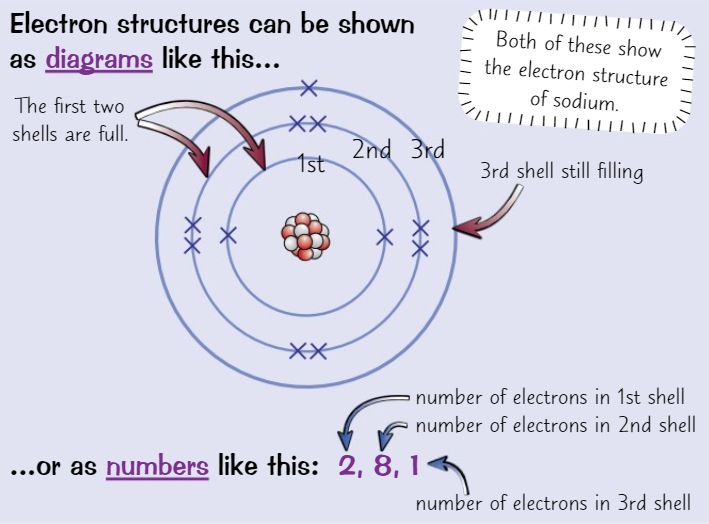 Electron structures can be shown
as diagrams like this...
Both of these show
the electron structure
of sodium.
The first two
shells are full.
1st
2nd
3rd
3rd shell still filling
number of electrons in 1st shell
number of electrons in 2nd shell
...or as numbers like this: 2, 8, 1
number of electrons in 3rd shell